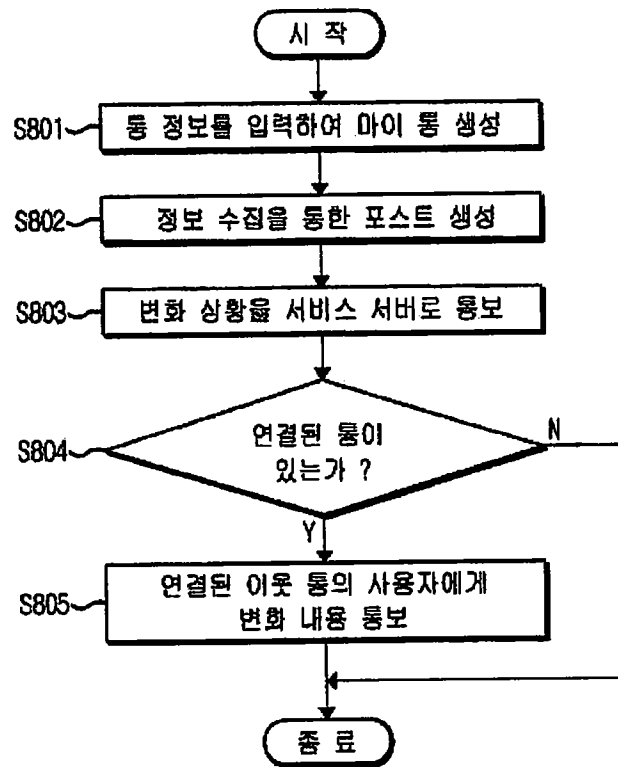 시 작
S801
통 정보를 입력하여 마이 통 생성
S802
정보 수집을 통한 포스트 생성
S803
변화 상황을 서비스 서버로 통보
S804
연결된 통이
있는가 ?
N
Y
S805
연결된 이웃 통의 사용자에게
변화 내용 통보
종 료